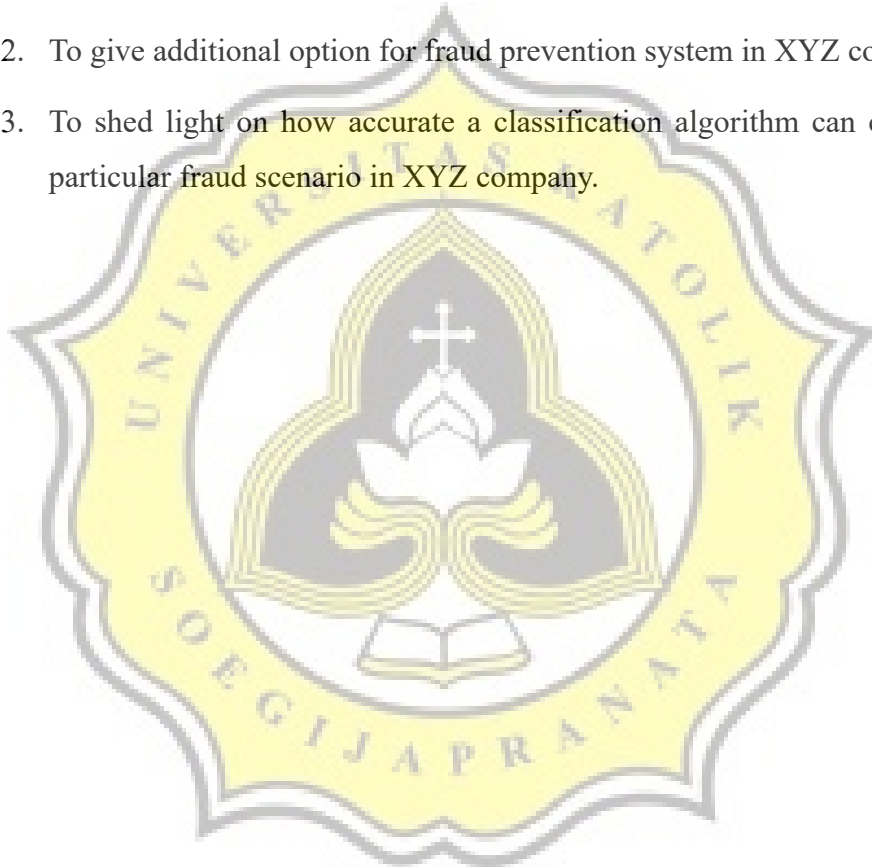 2. To give additional option for fraud prevention system in XYZ
3. To shed light on how accurate a classification algorithm can
particular fraud scenario in XYZ company.
UNIVERSITAS KATOLIK
SOEGIJAPRANATA